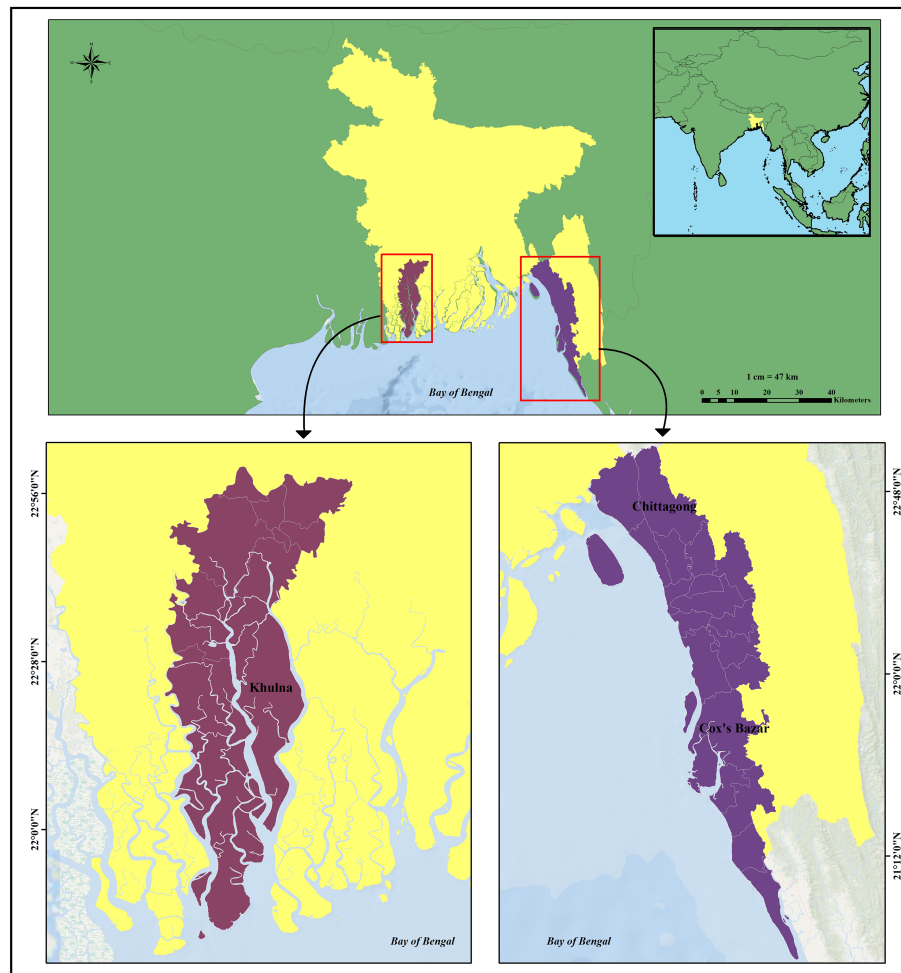 N
W
E
S
1 cm = 47 km
0 5 10 20 30 40
Kilometers
Bay of Bengal
22°56'0"N
22°28'0"N
22°0'0"N
Khulna
Bay of Bengal
Chittagong
Cox's Bazar
Bay of Bengal
22°48'0"N
22°0'0"N
21°12'0"N